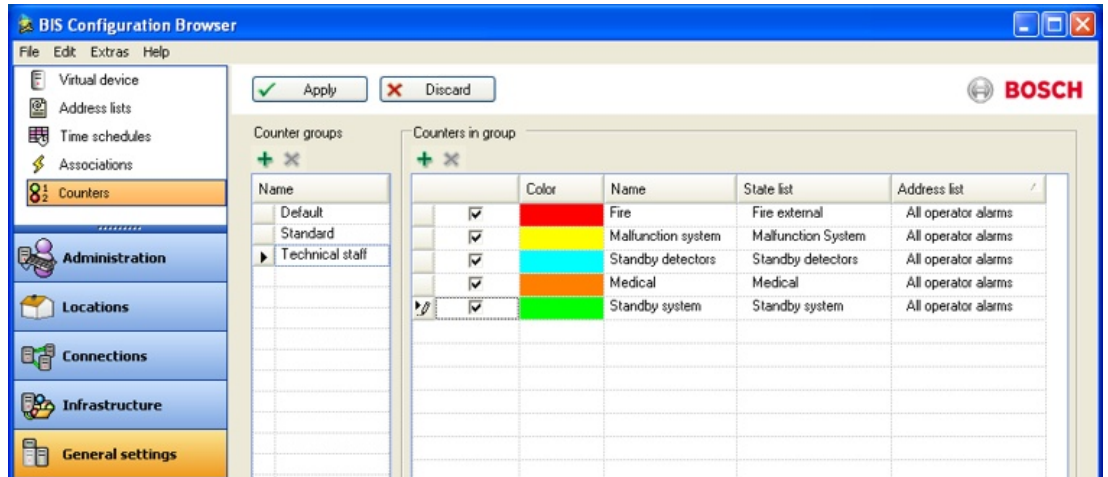 BIS Configuration Browser
File Edit Extras Help
Virtual device
Address lists
Time schedules
Associations
Counters
Administration
Locations
Connections
Infrastructure
General settings
Apply Discard
BOSCH
Counter groups
Name
Default
Standard
Technical staff
Counters in group
Color Name State list Address list
Fire Fire external All operator alarms
Malfunction system Malfunction System All operator alarms
Standby detectors Standby detectors All operator alarms
Medical Medical All operator alarms
Standby system Standby system All operator alarms